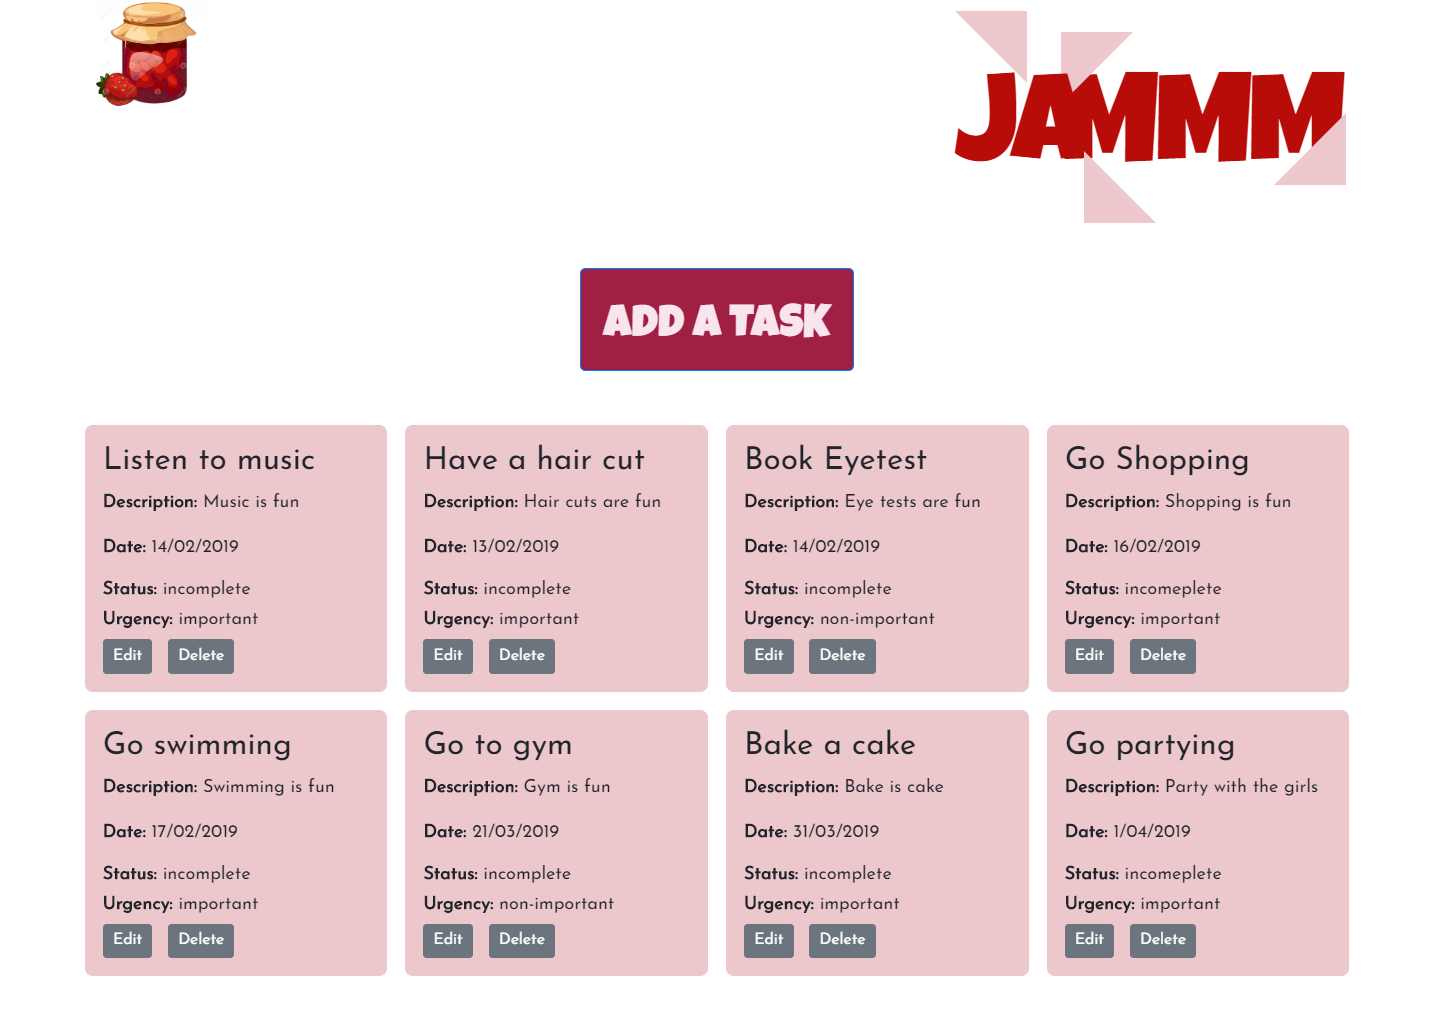 JAMMM
ADD A TASK
Listen to music
Description: Music is fun
Date: 14/02/2019
Status: incomplete
Urgency: important
Edit Delete
Have a hair cut
Description: Hair cuts are fun
Date: 13/02/2019
Status: incomplete
Urgency: important
Edit Delete
Book Eyetest
Description: Eye tests are fun
Date: 14/02/2019
Status: incomplete
Urgency: non-important
Edit Delete
Go Shopping
Description: Shopping is fun
Date: 16/02/2019
Status: incomeplete
Urgency: important
Edit Delete
Go swimming
Description: Swimming is fun
Date: 17/02/2019
Status: incomplete
Urgency: important
Edit Delete
Go to gym
Description: Gym is fun
Date: 21/03/2019
Status: incomplete
Urgency: non-important
Edit Delete
Bake a cake
Description: Bake is cake
Date: 31/03/2019
Status: incomplete
Urgency: important
Edit Delete
Go partying
Description: Party with the girls
Date: 1/04/2019
Status: incomeplete
Urgency: important
Edit Delete